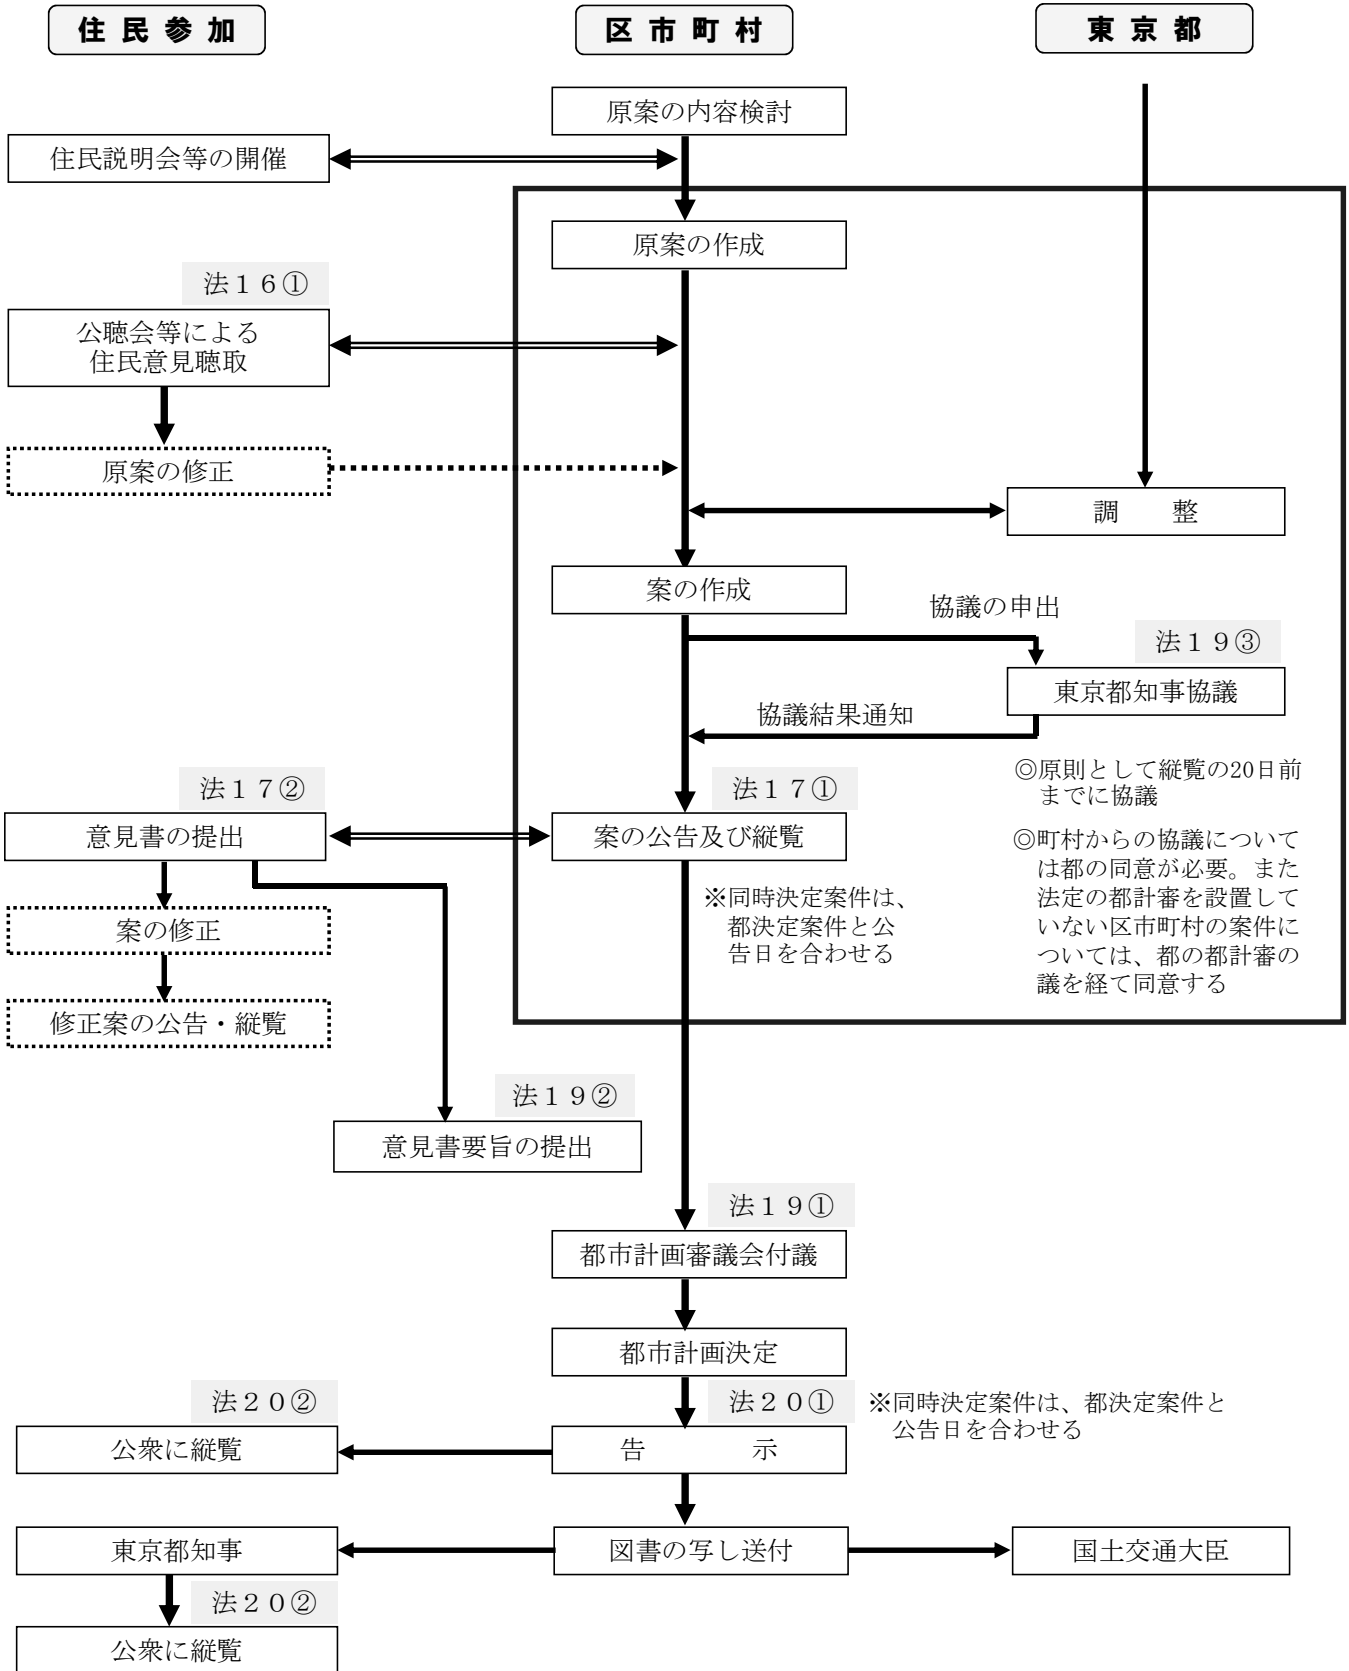 住民参加
区市町村
東京都
原案の内容検討
住民説明会等の開催
原案の作成
法１６①
公聴会等による
住民意見聴取
原案の修正
調　　整
案の作成
協議の申出
法１９③
東京都知事協議
協議結果通知
◎原則として縦覧の20日前
までに協議
法１７②
法１７①
意見書の提出
案の公告及び縦覧
◎町村からの協議について
は都の同意が必要。また
法定の都計審を設置して
いない区市町村の案件に
ついては、都の都計審の
議を経て同意する
※同時決定案件は、
都決定案件と公
告日を合わせる
案の修正
修正案の公告・縦覧
法１９②
意見書要旨の提出
法１９①
都市計画審議会付議
都市計画決定
法２０②
法２０①
※同時決定案件は、都決定案件と
公告日を合わせる
公衆に縦覧
告　　　　示
東京都知事
図書の写し送付
国土交通大臣
法２０②
公衆に縦覧